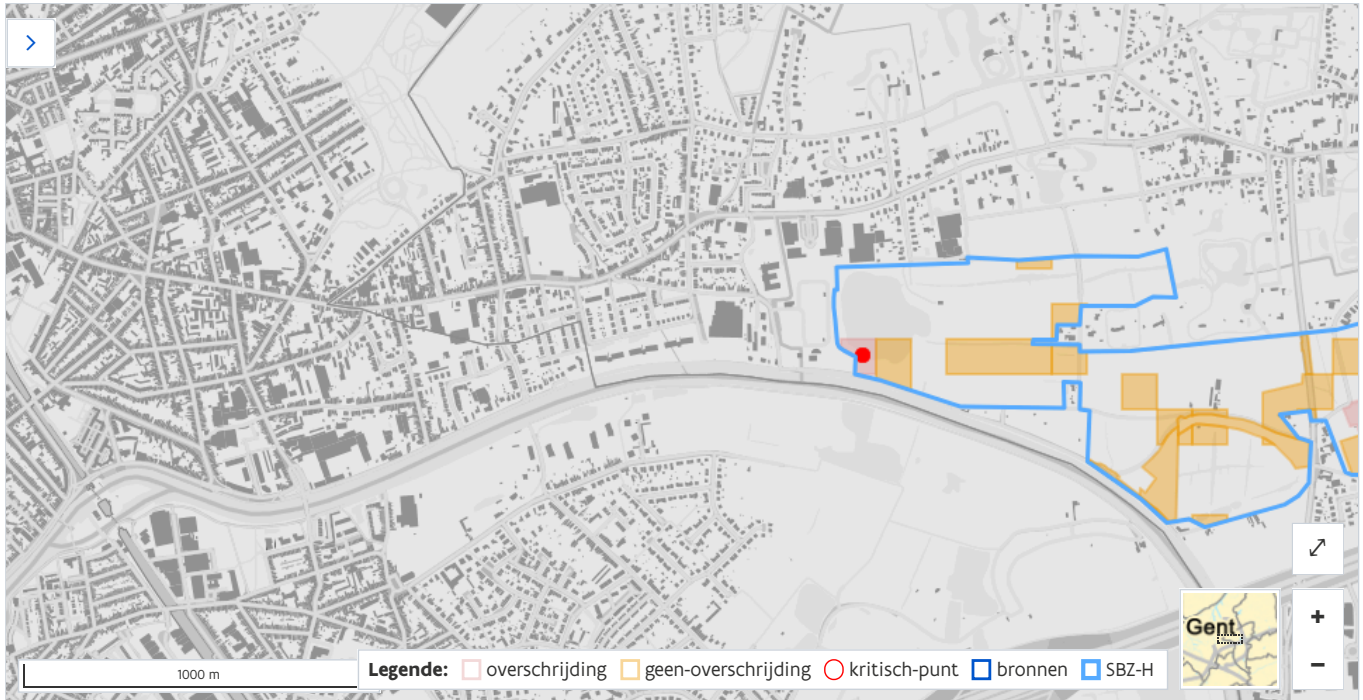 Gent
1000 m
Legende: overschrijding geen-overschrijding kritisch-punt bronnen SBZ-H